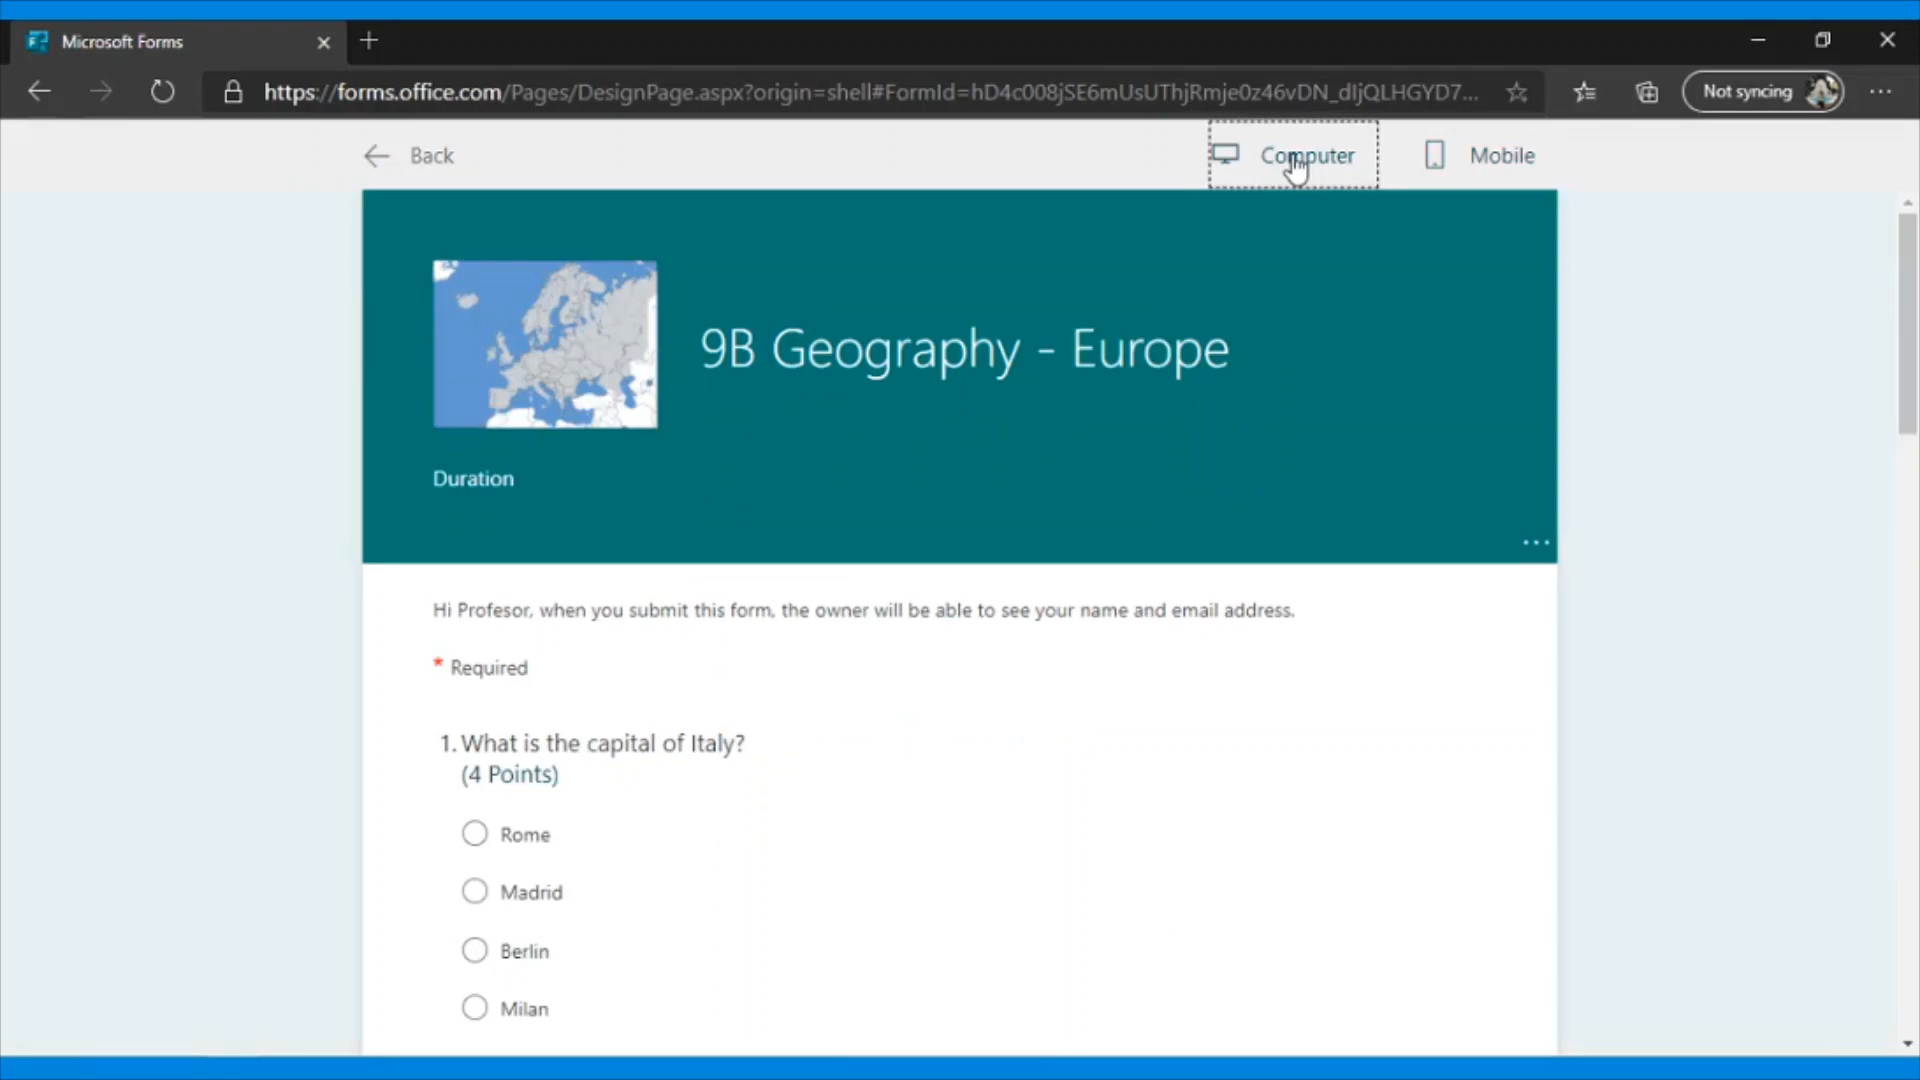 Microsoft Forms
https://forms.office.com/Pages/DesignPage.aspx?origin=shell#FormId=hD4c008jSE6mUsUThjRmje0z46vDN_dIjQLHGYD7...
Not syncing
Back
Computer
Mobile
9B Geography - Europe
Duration
...
Hi Profesor, when you submit this form, the owner will be able to see your name and email address.
* Required
1. What is the capital of Italy?
(4 Points)
Rome
Madrid
Berlin
Milan